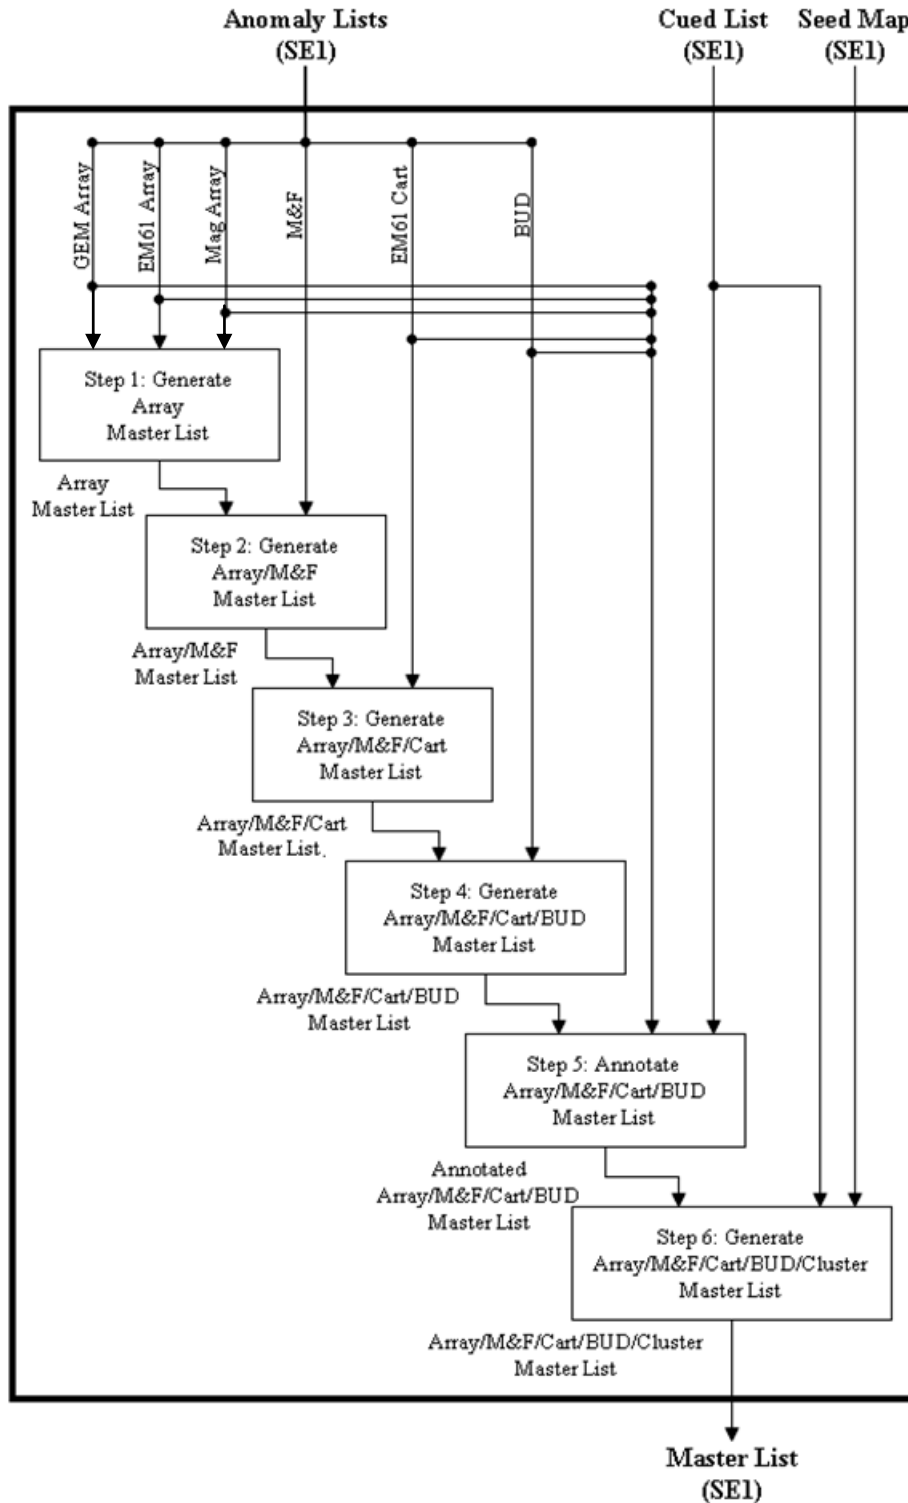 Anomaly Lists
(SE1)
Cued List
(SE1)
Seed Map
(SE1)
GEM Array
EM61 Array
Mag Array
M&F
EM61 Cart
BUD
Step 1: Generate
Array
Master List
Array
Master List
Step 2: Generate
Array/M&F
Master List
Array/M&F
Master List
Step 3: Generate
Array/M&F/Cart
Master List
Array/M&F/Cart
Master List.
Step 4: Generate
Array/M&F/Cart/BUD
Master List
Array/M&F/Cart/BUD
Master List
Step 5: Annotate
Array/M&F/Cart/BUD
Master List
Annotated
Array/M&F/Cart/BUD
Master List
Step 6: Generate
Array/M&F/Cart/BUD/Cluster
Master List
Array/M&F/Cart/BUD/Cluster
Master List
Master List
(SE1)